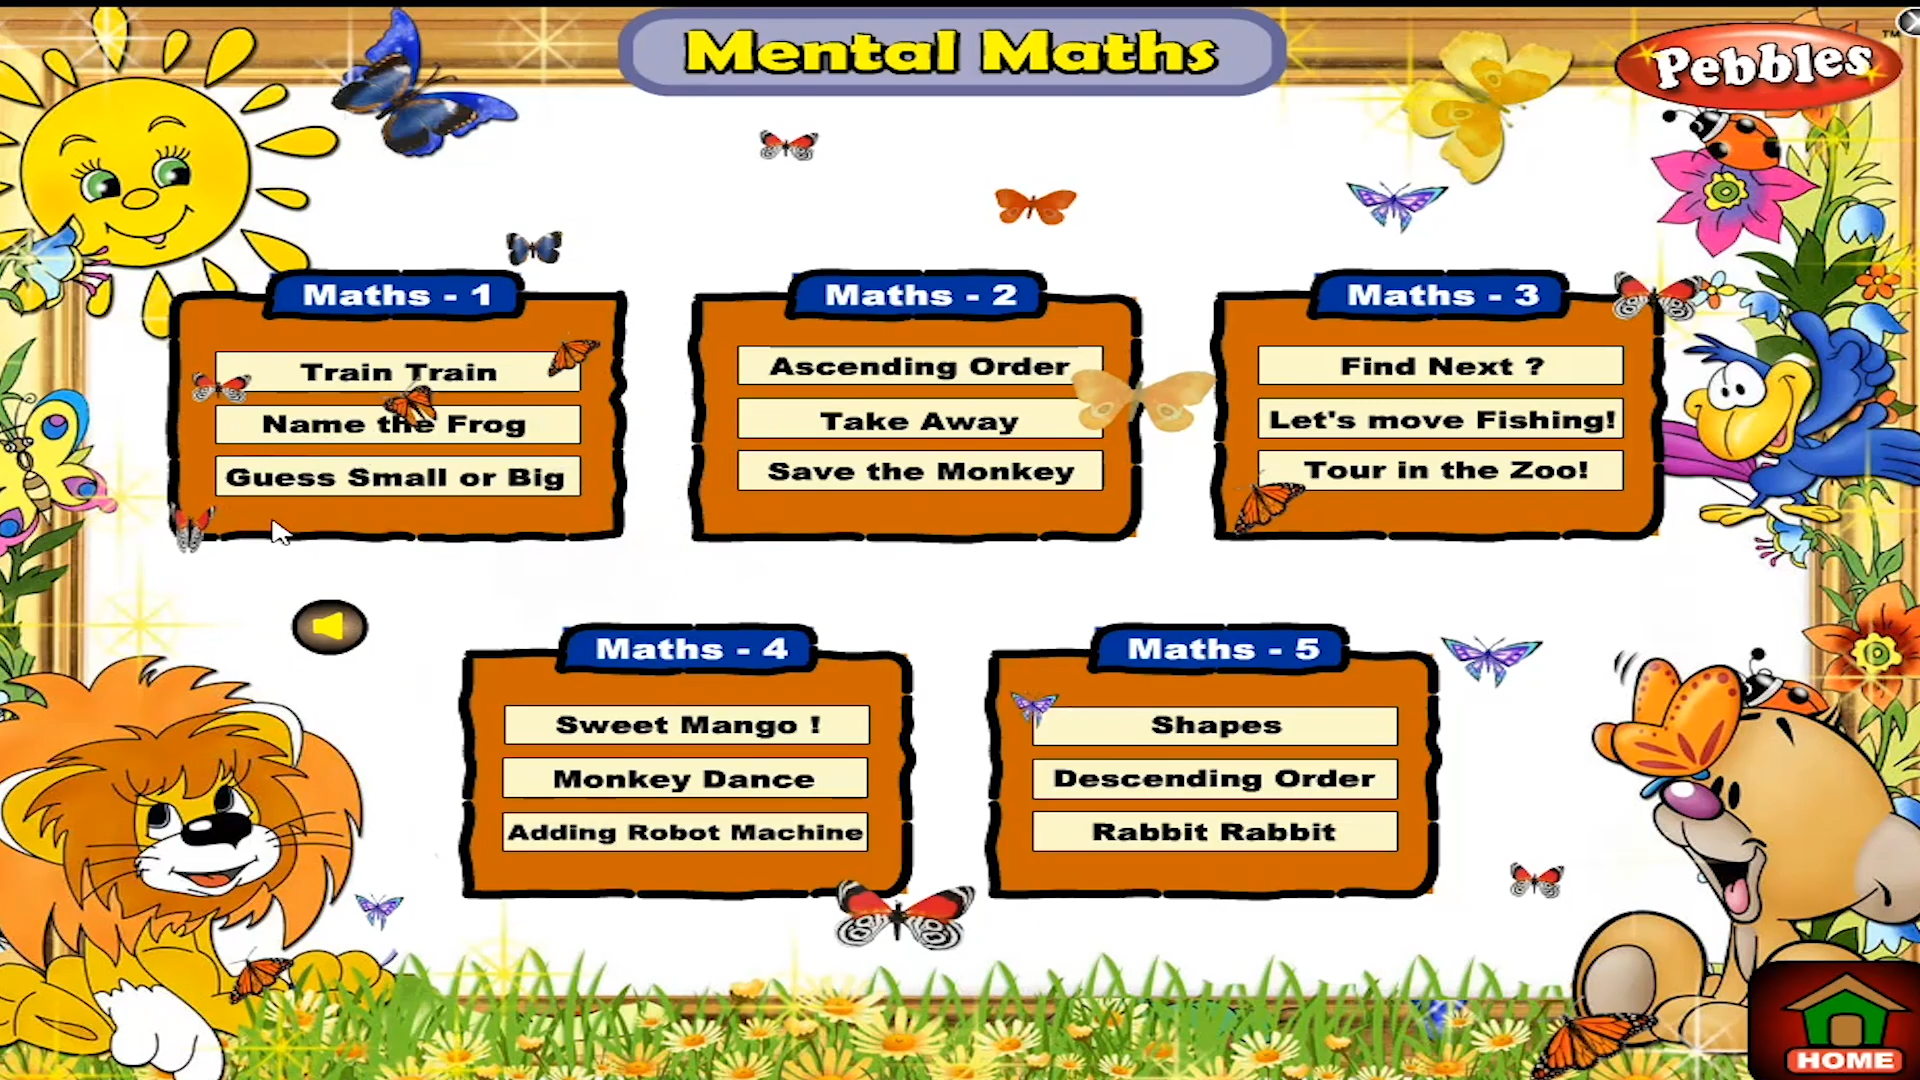 Mental Maths
Pebbles TM
Maths - 1
Train Train
Name the Frog
Guess Small or Big
Maths - 2
Ascending Order
Take Away
Save the Monkey
Maths - 3
Find Next ?
Let's move Fishing!
Tour in the Zoo!
Maths - 4
Sweet Mango !
Monkey Dance
Adding Robot Machine
Maths - 5
Shapes
Descending Order
Rabbit Rabbit
HOME